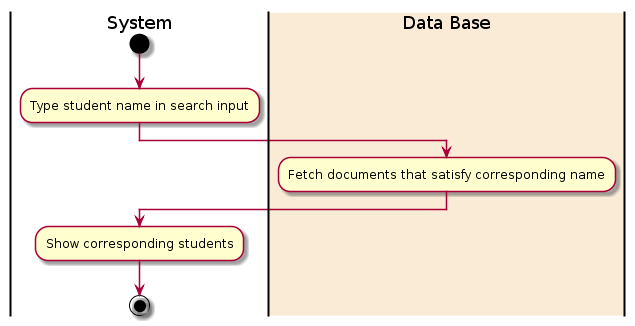 System
Data Base
Type student name in search input
Fetch documents that satisfy corresponding name
Show corresponding students